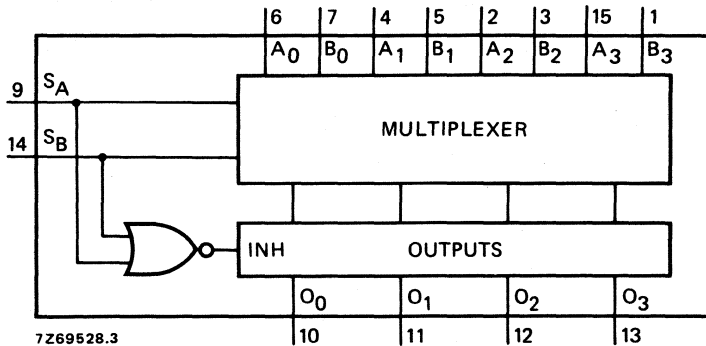 6 7 4 5 2 3 15 1
A0 B0 A1 B1 A2 B2 A3 B3
9 SA
MULTIPLEXER
14 SB
INH OUTPUTS
O0 O1 O2 O3
7Z69528.3 10 11 12 13